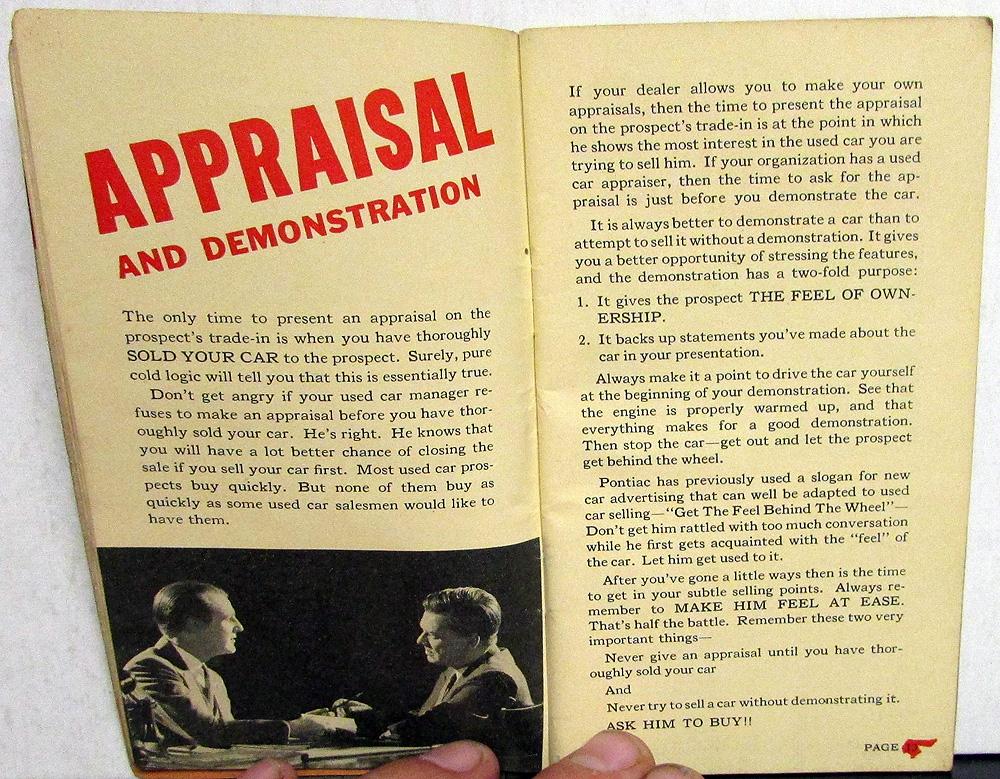 APPRAISAL
AND DEMONSTRATION
The only time to present an appraisal on the
prospect's trade-in is when you have thoroughly
SOLD YOUR CAR to the prospect. Surely, pure
cold logic will tell you that this is essentially true.
Don't get angry if your used car manager re-
fuses to make an appraisal before you have thor-
oughly sold your car. He's right. He knows that
you will have a lot better chance of closing the
sale if you sell your car first. Most used car pros-
pects buy quickly. But none of them buy as
quickly as some used car salesmen would like to
have them.
If your dealer allows you to make your own
appraisals, then the time to present the appraisal
on the prospect's trade-in is at the point in which
he shows the most interest in the used car you are
trying to sell him. If your organization has a used
car appraiser, then the time to ask for the ap-
praisal is just before you demonstrate the car.
It is always better to demonstrate a car than to
attempt to sell it without a demonstration. It gives
you a better opportunity of stressing the features,
and the demonstration has a two-fold purpose:
1. It gives the prospect THE FEEL OF OWN-
ERSHIP.
2. It backs up statements you've made about the
car in your presentation.
Always make it a point to drive the car yourself
at the beginning of your demonstration. See that
the engine is properly warmed up, and that
everything makes for a good demonstration.
Then stop the car—get out and let the prospect
get behind the wheel.
Pontiac has previously used a slogan for new
car advertising that can well be adapted to used
car selling—"Get The Feel Behind The Wheel"—
Don't get him rattled with too much conversation
while he first gets acquainted with the "feel" of
the car. Let him get used to it.
After you've gone a little ways then is the time
to get in your subtle selling points. Always re-
member to MAKE HIM FEEL AT EASE.
That's half the battle. Remember these two very
important things—
Never give an appraisal until you have thor-
oughly sold your car
And
Never try to sell a car without demonstrating it.
ASK HIM TO BUY!!
PAGE